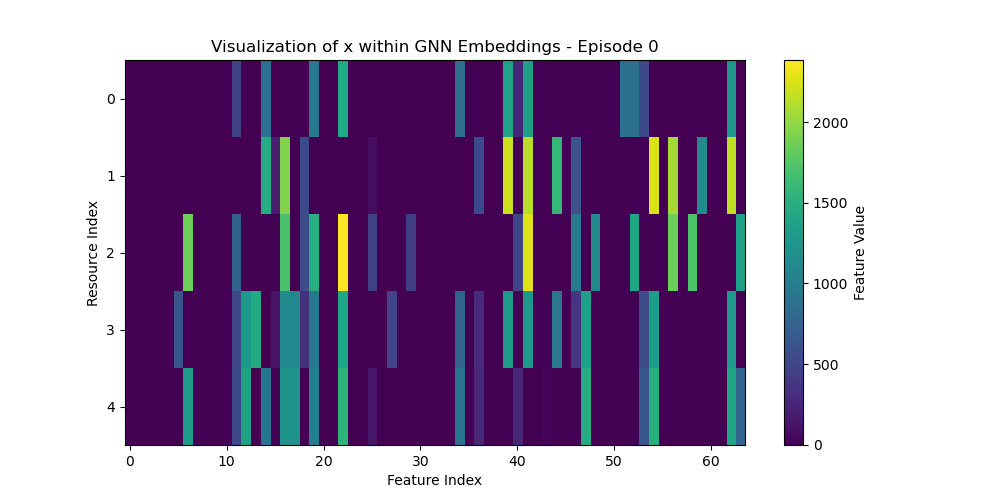 Visualization of x within GNN Embeddings - Episode 0
Resource Index
0
1
2
3
4
0 10 20 30 40 50 60
Feature Index
2000
1500
1000
500
0
Feature Value